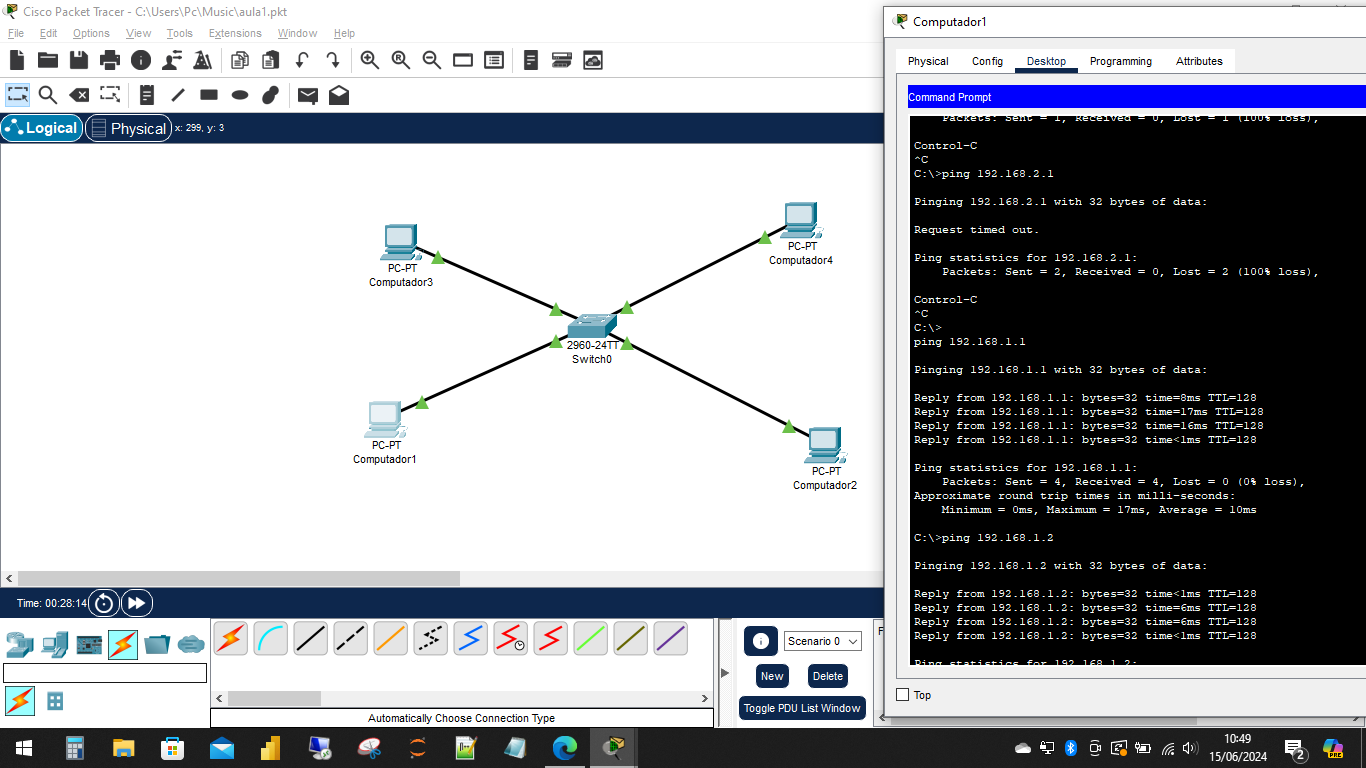 Cisco Packet Tracer - C:\Users\Pc\Music\aula1.pkt
File Edit Options View Tools Extensions Window Help
Logical Physical x: 299, y: 3
PC-PT
Computador3
PC-PT
Computador4
2960-24TT
Switch0
PC-PT
Computador1
PC-PT
Computador2
Time: 00:28:14
Scenario 0
New Delete
Toggle PDU List Window
Automatically Choose Connection Type
Computador1
Physical Config Desktop Programming Attributes
Command Prompt
Packets: Sent = 1, Received = 0, Lost = 1 (100% loss),
Control-C
^C
C:\>ping 192.168.2.1
Pinging 192.168.2.1 with 32 bytes of data:
Request timed out.
Ping statistics for 192.168.2.1:
Packets: Sent = 2, Received = 0, Lost = 2 (100% loss),
Control-C
^C
C:\>
ping 192.168.1.1
Pinging 192.168.1.1 with 32 bytes of data:
Reply from 192.168.1.1: bytes=32 time=8ms TTL=128
Reply from 192.168.1.1: bytes=32 time=17ms TTL=128
Reply from 192.168.1.1: bytes=32 time=16ms TTL=128
Reply from 192.168.1.1: bytes=32 time<1ms TTL=128
Ping statistics for 192.168.1.1:
Packets: Sent = 4, Received = 4, Lost = 0 (0% loss),
Approximate round trip times in milli-seconds:
Minimum = 0ms, Maximum = 17ms, Average = 10ms
C:\>ping 192.168.1.2
Pinging 192.168.1.2 with 32 bytes of data:
Reply from 192.168.1.2: bytes=32 time<1ms TTL=128
Reply from 192.168.1.2: bytes=32 time=6ms TTL=128
Reply from 192.168.1.2: bytes=32 time=6ms TTL=128
Reply from 192.168.1.2: bytes=32 time<1ms TTL=128
Ping statistics for 192.168.1.2:
Top
10:49
15/06/2024
2
PRE